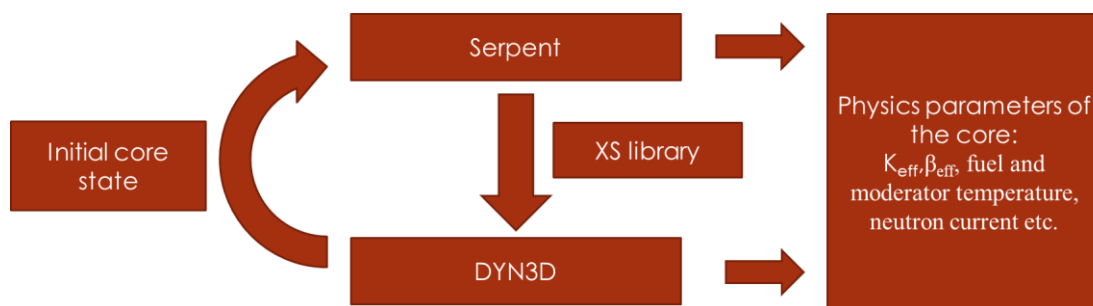 Serpent
Initial core
state
XS library
DYN3D
Physics parameters of
the core:
Keff,βeff, fuel and
moderator temperature,
neutron current etc.